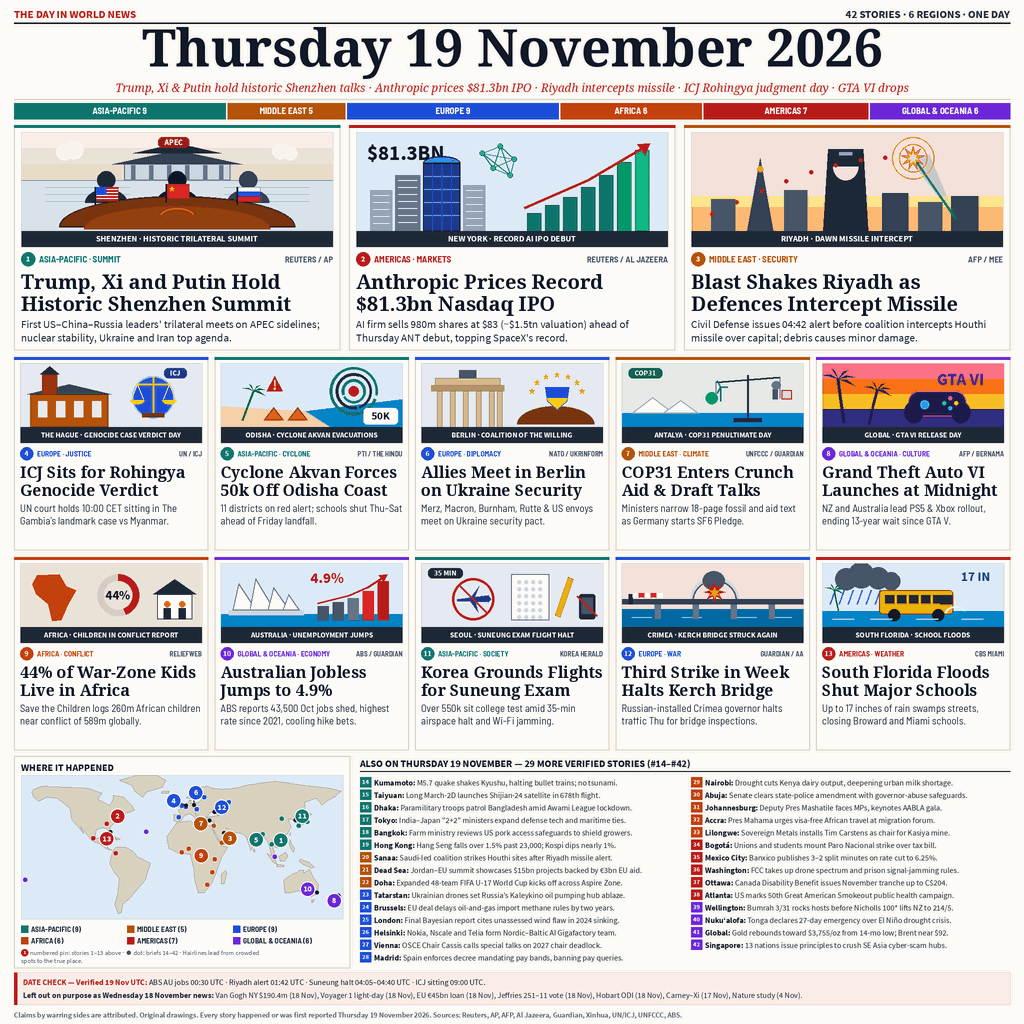 THE DAY IN WORLD NEWS
42 STORIES · 6 REGIONS · ONE DAY
Thursday 19 November 2026
Trump, Xi & Putin hold historic Shenzhen talks · Anthropic prices $81.3bn IPO · Riyadh intercepts missile · ICJ Rohingya judgment day · GTA VI drops
ASIA-PACIFIC 9
MIDDLE EAST 5
EUROPE 9
AFRICA 6
AMERICAS 7
GLOBAL & OCEANIA 6
APEC
SHENZHEN · HISTORIC TRILATERAL SUMMIT
1 ASIA-PACIFIC · SUMMIT
REUTERS / AP
Trump, Xi and Putin Hold
Historic Shenzhen Summit
First US–China–Russia leaders' trilateral meets on APEC sidelines;
nuclear stability, Ukraine and Iran top agenda.
$81.3BN
NEW YORK · RECORD AI IPO DEBUT
2 AMERICAS · MARKETS
REUTERS / AL JAZEERA
Anthropic Prices Record
$81.3bn Nasdaq IPO
AI firm sells 980m shares at $83 (~$1.5tn valuation) ahead of
Thursday ANT debut, topping SpaceX's record.
RIYADH · DAWN MISSILE INTERCEPT
3 MIDDLE EAST · SECURITY
AFP / MEE
Blast Shakes Riyadh as
Defences Intercept Missile
Civil Defense issues 04:42 alert before coalition intercepts Houthi
missile over capital; debris causes minor damage.
ICJ
THE HAGUE · GENOCIDE CASE VERDICT DAY
4 EUROPE · JUSTICE
UN / ICJ
ICJ Sits for Rohingya
Genocide Verdict
UN court holds 10:00 CET sitting in The
Gambia's landmark case vs Myanmar.
50K
ODISHA · CYCLONE AKVAN EVACUATIONS
5 ASIA-PACIFIC · CYCLONE
PTI / THE HINDU
Cyclone Akvan Forces
50k Off Odisha Coast
11 districts on red alert; schools shut Thu–Sat
ahead of Friday landfall.
BERLIN · COALITION OF THE WILLING
6 EUROPE · DIPLOMACY
NATO / UKRINFORM
Allies Meet in Berlin
on Ukraine Security
Merz, Macron, Burnham, Rutte & US envoys
meet on Ukraine security pact.
COP31
ANTALYA · COP31 PENULTIMATE DAY
7 MIDDLE EAST · CLIMATE
UNFCCC / GUARDIAN
COP31 Enters Crunch
Aid & Draft Talks
Ministers narrow 18-page fossil and aid text
as Germany starts SF6 Pledge.
GTA VI
GLOBAL · GTA VI RELEASE DAY
8 GLOBAL & OCEANIA · CULTURE
AFP / BERNAMA
Grand Theft Auto VI
Launches at Midnight
NZ and Australia lead PS5 & Xbox rollout,
ending 13-year wait since GTA V.
44%
AFRICA · CHILDREN IN CONFLICT REPORT
9 AFRICA · CONFLICT
RELIEFWEB
44% of War-Zone Kids
Live in Africa
Save the Children logs 260m African children
near conflict of 589m globally.
4.9%
AUSTRALIA · UNEMPLOYMENT JUMPS
10 GLOBAL & OCEANIA · ECONOMY
ABS / GUARDIAN
Australian Jobless
Jumps to 4.9%
ABS reports 43,500 Oct jobs shed, highest
rate since 2021, cooling hike bets.
35 MIN
SEOUL · SUNEUNG EXAM FLIGHT HALT
11 ASIA-PACIFIC · SOCIETY
KOREA HERALD
Korea Grounds Flights
for Suneung Exam
Over 550k sit college test amid 35-min
airspace halt and Wi-Fi jamming.
CRIMEA · KERCH BRIDGE STRUCK AGAIN
12 EUROPE · WAR
GUARDIAN / AA
Third Strike in Week
Halts Kerch Bridge
Russian-installed Crimea governor halts
traffic Thu for bridge inspections.
17 IN
SOUTH FLORIDA · SCHOOL FLOODS
13 AMERICAS · WEATHER
CBS MIAMI
South Florida Floods
Shut Major Schools
Up to 17 inches of rain swamps streets,
closing Broward and Miami schools.
WHERE IT HAPPENED
1
2
3
4
5
6
7
8
9
10
11
12
13
ASIA-PACIFIC (9)
MIDDLE EAST (5)
EUROPE (9)
AFRICA (6)
AMERICAS (7)
GLOBAL & OCEANIA (6)
1 numbered pin: stories 1–13 above · dot: briefs 14–42 · Hairlines lead from crowded
spots to the true place.
ALSO ON THURSDAY 19 NOVEMBER — 29 MORE VERIFIED STORIES (#14–#42)
14 Kumamoto: M5.7 quake shakes Kyushu, halting bullet trains; no tsunami.
15 Taiyuan: Long March-2D launches Shijian-24 satellite in 678th flight.
16 Dhaka: Paramilitary troops patrol Bangladesh amid Awami League lockdown.
17 Tokyo: India–Japan "2+2" ministers expand defense tech and maritime ties.
18 Bangkok: Farm ministry reviews US pork access safeguards to shield growers.
19 Hong Kong: Hang Seng falls over 1.5% past 23,000; Kospi dips nearly 1%.
20 Sanaa: Saudi-led coalition strikes Houthi sites after Riyadh missile alert.
21 Dead Sea: Jordan–EU summit showcases $15bn projects backed by €3bn EU aid.
22 Doha: Expanded 48-team FIFA U-17 World Cup kicks off across Aspire Zone.
23 Tatarstan: Ukrainian drones set Russia's Kaleykino oil pumping hub ablaze.
24 Brussels: EU deal delays oil-and-gas import methane rules by two years.
25 London: Final Bayesian report cites unassessed wind flaw in 2024 sinking.
26 Helsinki: Nokia, Nscale and Telia form Nordic–Baltic AI Gigafactory team.
27 Vienna: OSCE Chair Cassis calls special talks on 2027 chair deadlock.
28 Madrid: Spain enforces decree mandating pay bands, banning pay queries.
29 Nairobi: Drought cuts Kenya dairy output, deepening urban milk shortage.
30 Abuja: Senate clears state-police amendment with governor-abuse safeguards.
31 Johannesburg: Deputy Pres Mashatile faces MPs, keynotes AABLA gala.
32 Accra: Pres Mahama urges visa-free African travel at migration forum.
33 Lilongwe: Sovereign Metals installs Tim Carstens as chair for Kasiya mine.
34 Bogotá: Unions and students mount Paro Nacional strike over tax bill.
35 Mexico City: Banxico publishes 3–2 split minutes on rate cut to 6.25%.
36 Washington: FCC takes up drone spectrum and prison signal-jamming rules.
37 Ottawa: Canada Disability Benefit issues November tranche up to C$204.
38 Atlanta: US marks 50th Great American Smokeout public health campaign.
39 Wellington: Bumrah 3/31 rocks hosts before Nicholls 100* lifts NZ to 214/5.
40 Nukuʻalofa: Tonga declares 27-day emergency over El Niño drought crisis.
41 Global: Gold rebounds toward $3,755/oz from 14-mo low; Brent near $92.
42 Singapore: 13 nations issue principles to crush SE Asia cyber-scam hubs.
DATE CHECK — Verified 19 Nov UTC: ABS AU jobs 00:30 UTC · Riyadh alert 01:42 UTC · Suneung halt 04:05–04:40 UTC · ICJ sitting 09:00 UTC.
Left out on purpose as Wednesday 18 November news: Van Gogh NY $190.4m (18 Nov), Voyager 1 light-day (18 Nov), EU €45bn loan (18 Nov), Jeffries 251–11 vote (18 Nov), Hobart ODI (18 Nov), Carney–Xi (17 Nov), Nature study (4 Nov).
Claims by warring sides are attributed. Original drawings. Every story happened or was first reported Thursday 19 November 2026. Sources: Reuters, AP, AFP, Al Jazeera, Guardian, Xinhua, UN/ICJ, UNFCCC, ABS.